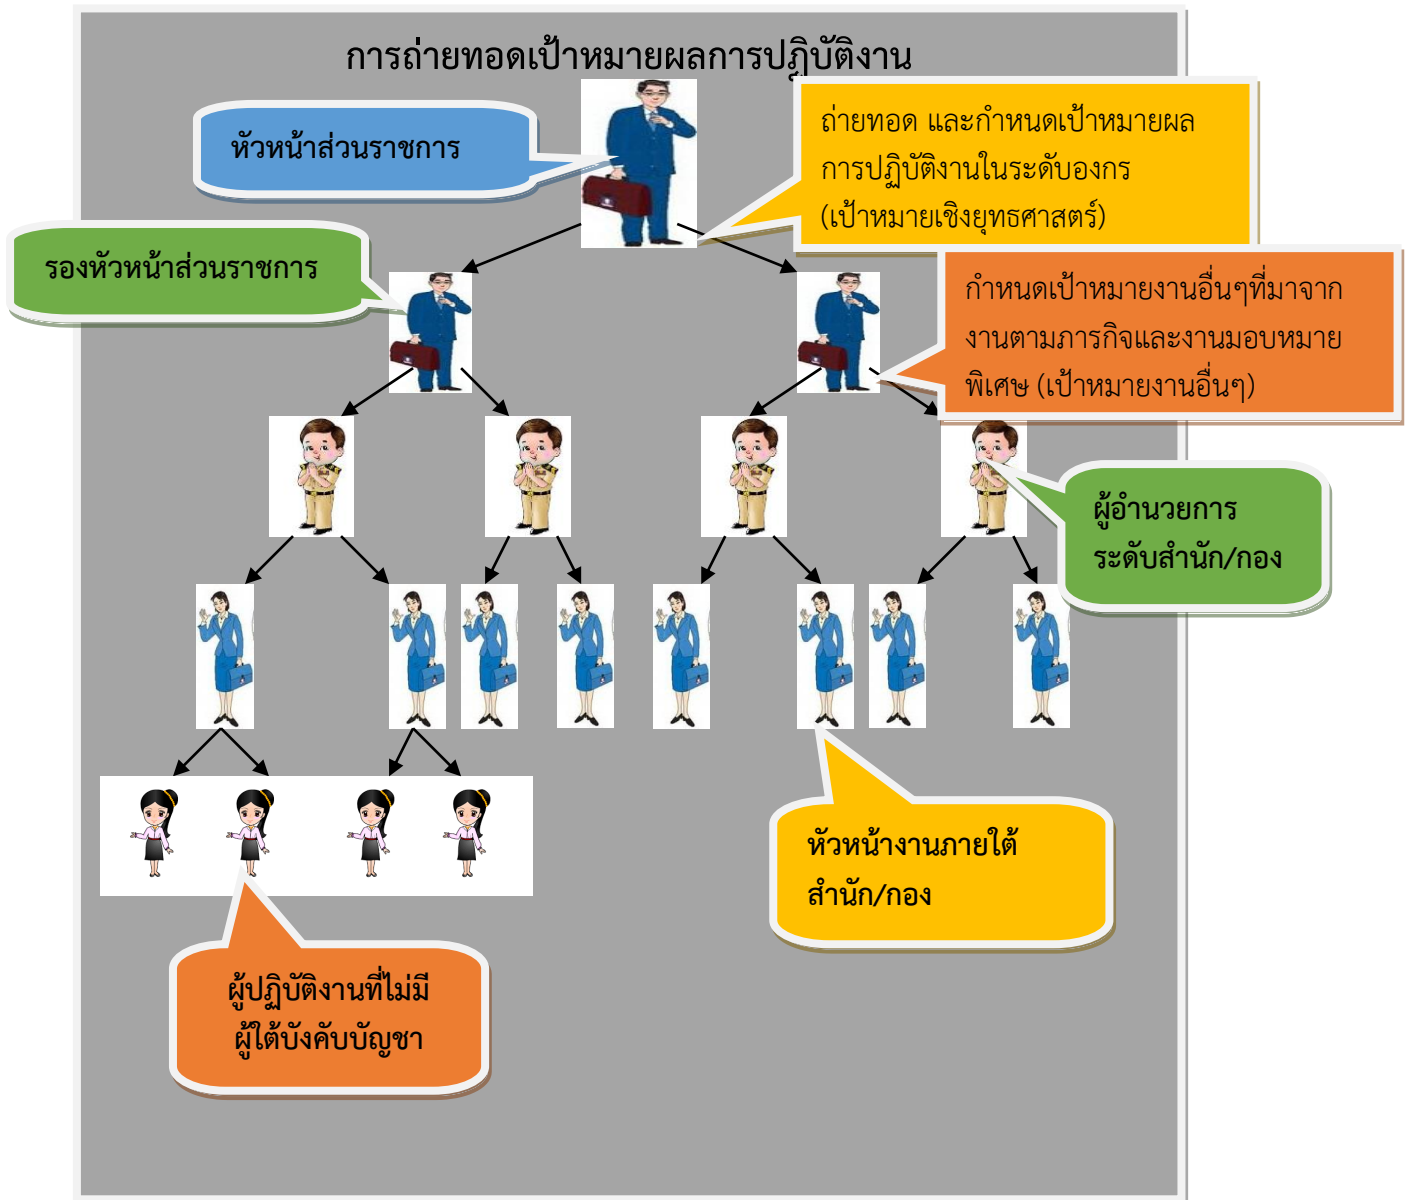 การถ่ายทอดเป้าหมายผลการปฏิบัติงาน
หัวหน้าส่วนราชการ
ถ่ายทอด และกำหนดเป้าหมายผล
การปฏิบัติงานในระดับองกร
(เป้าหมายเชิงยุทธศาสตร์)
รองหัวหน้าส่วนราชการ
กำหนดเป้าหมายงานอื่นๆที่มาจาก
งานตามภารกิจและงานมอบหมาย
พิเศษ (เป้าหมายงานอื่นๆ)
ผู้อำนวยการ
ระดับสำนัก/กอง
หัวหน้างานภายใต้
สำนัก/กอง
ผู้ปฏิบัติงานที่ไม่มี
ผู้ใต้บังคับบัญชา